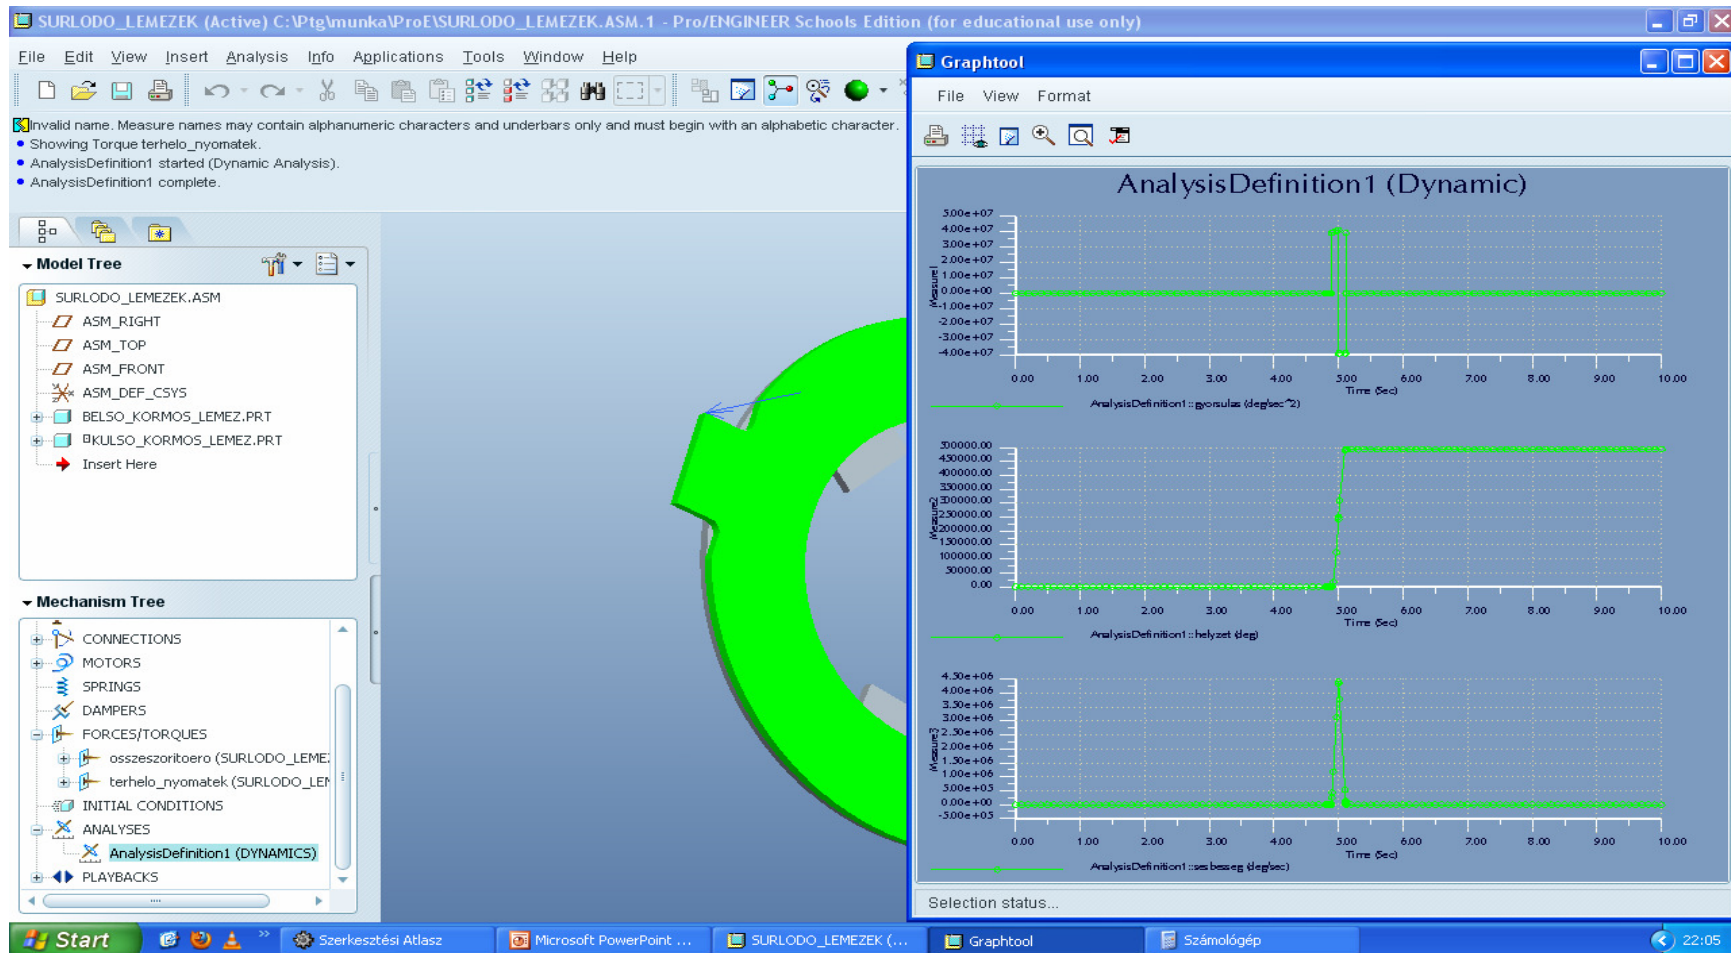 SURLODO_LEMEZEK (Active) C:\Ptg\munka\ProE\SURLODO_LEMEZEK.ASM.1 - Pro/ENGINEER Schools Edition (for educational use only)
File Edit View Insert Analysis Info Applications Tools Window Help
Invalid name. Measure names may contain alphanumeric characters and underbars only and must begin with an alphabetic character.
• Showing Torque terhelo_nyomatek.
• AnalysisDefinition1 started (Dynamic Analysis).
• AnalysisDefinition1 complete.
Model Tree
SURLODO_LEMEZEK.ASM
ASM_RIGHT
ASM_TOP
ASM_FRONT
ASM_DEF_CSYS
BELSO_KORMOS_LEMEZ.PRT
KULSO_KORMOS_LEMEZ.PRT
Insert Here
Mechanism Tree
CONNECTIONS
MOTORS
SPRINGS
DAMPERS
FORCES/TORQUES
osszeszoritoero (SURLODO_LEME
terhelo_nyomatek (SURLODO_LEM
INITIAL CONDITIONS
ANALYSES
AnalysisDefinition1 (DYNAMICS)
PLAYBACKS
Graphtool
File View Format
AnalysisDefinition1 (Dynamic)
5.00e+07
4.00e+07
3.00e+07
2.00e+07
1.00e+07
0.00e+00
-1.00e+07
-2.00e+07
-3.00e+07
-4.00e+07
Measure1
0.00 1.00 2.00 3.00 4.00 5.00 6.00 7.00 8.00 9.00 10.00
Time (Sec)
AnalysisDefinition1::gyorsulas (deg/sec^2)
500000.00
450000.00
400000.00
350000.00
300000.00
250000.00
200000.00
150000.00
100000.00
50000.00
0.00
Measure2
0.00 1.00 2.00 3.00 4.00 5.00 6.00 7.00 8.00 9.00 10.00
Time (Sec)
AnalysisDefinition1::helyzet (deg)
4.50e+06
4.00e+06
3.50e+06
3.00e+06
2.50e+06
2.00e+06
1.50e+06
1.00e+06
5.00e+05
0.00e+00
-5.00e+05
Measure3
0.00 1.00 2.00 3.00 4.00 5.00 6.00 7.00 8.00 9.00 10.00
Time (Sec)
AnalysisDefinition1::sesbesseg (deg/sec)
Selection status...
Start
Szerkesztési Atlasz
Microsoft PowerPoint ...
SURLODO_LEMEZEK (...
Graphtool
Számológép
22:05